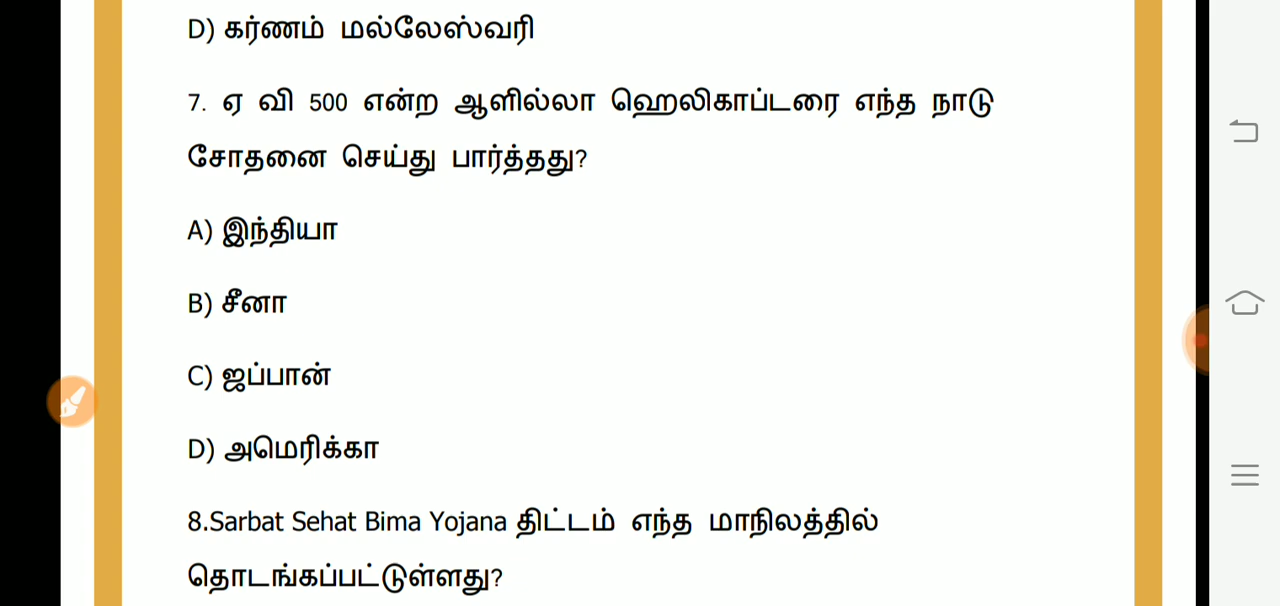 D) கர்ணம் மல்லேஸ்வரி
7. ஏ வி 500 என்ற ஆளில்லா ஹெலிகாப்டரை எந்த நாடு
சோதனை செய்து பார்த்தது?
A) இந்தியா
B) சீனா
C) ஜப்பான்
D) அமெரிக்கா
8.Sarbat Sehat Bima Yojana திட்டம் எந்த மாநிலத்தில்
தொடங்கப்பட்டுள்ளது?